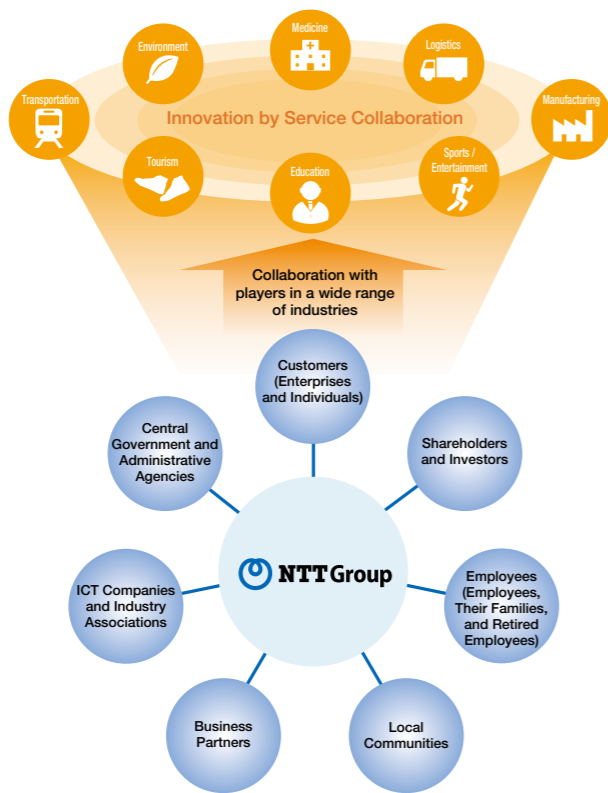 Medicine
Environment
Logistics
Transportation
Manufacturing
Innovation by Service Collaboration
Tourism
Education
Sports /
Entertainment
Collaboration with
players in a wide range
of industries
Customers
(Enterprises
and Individuals)
Central
Government and
Administrative
Agencies
Shareholders
and Investors
NTT Group
ICT Companies
and Industry
Associations
Employees
(Employees,
Their Families,
and Retired
Employees)
Business
Partners
Local
Communities